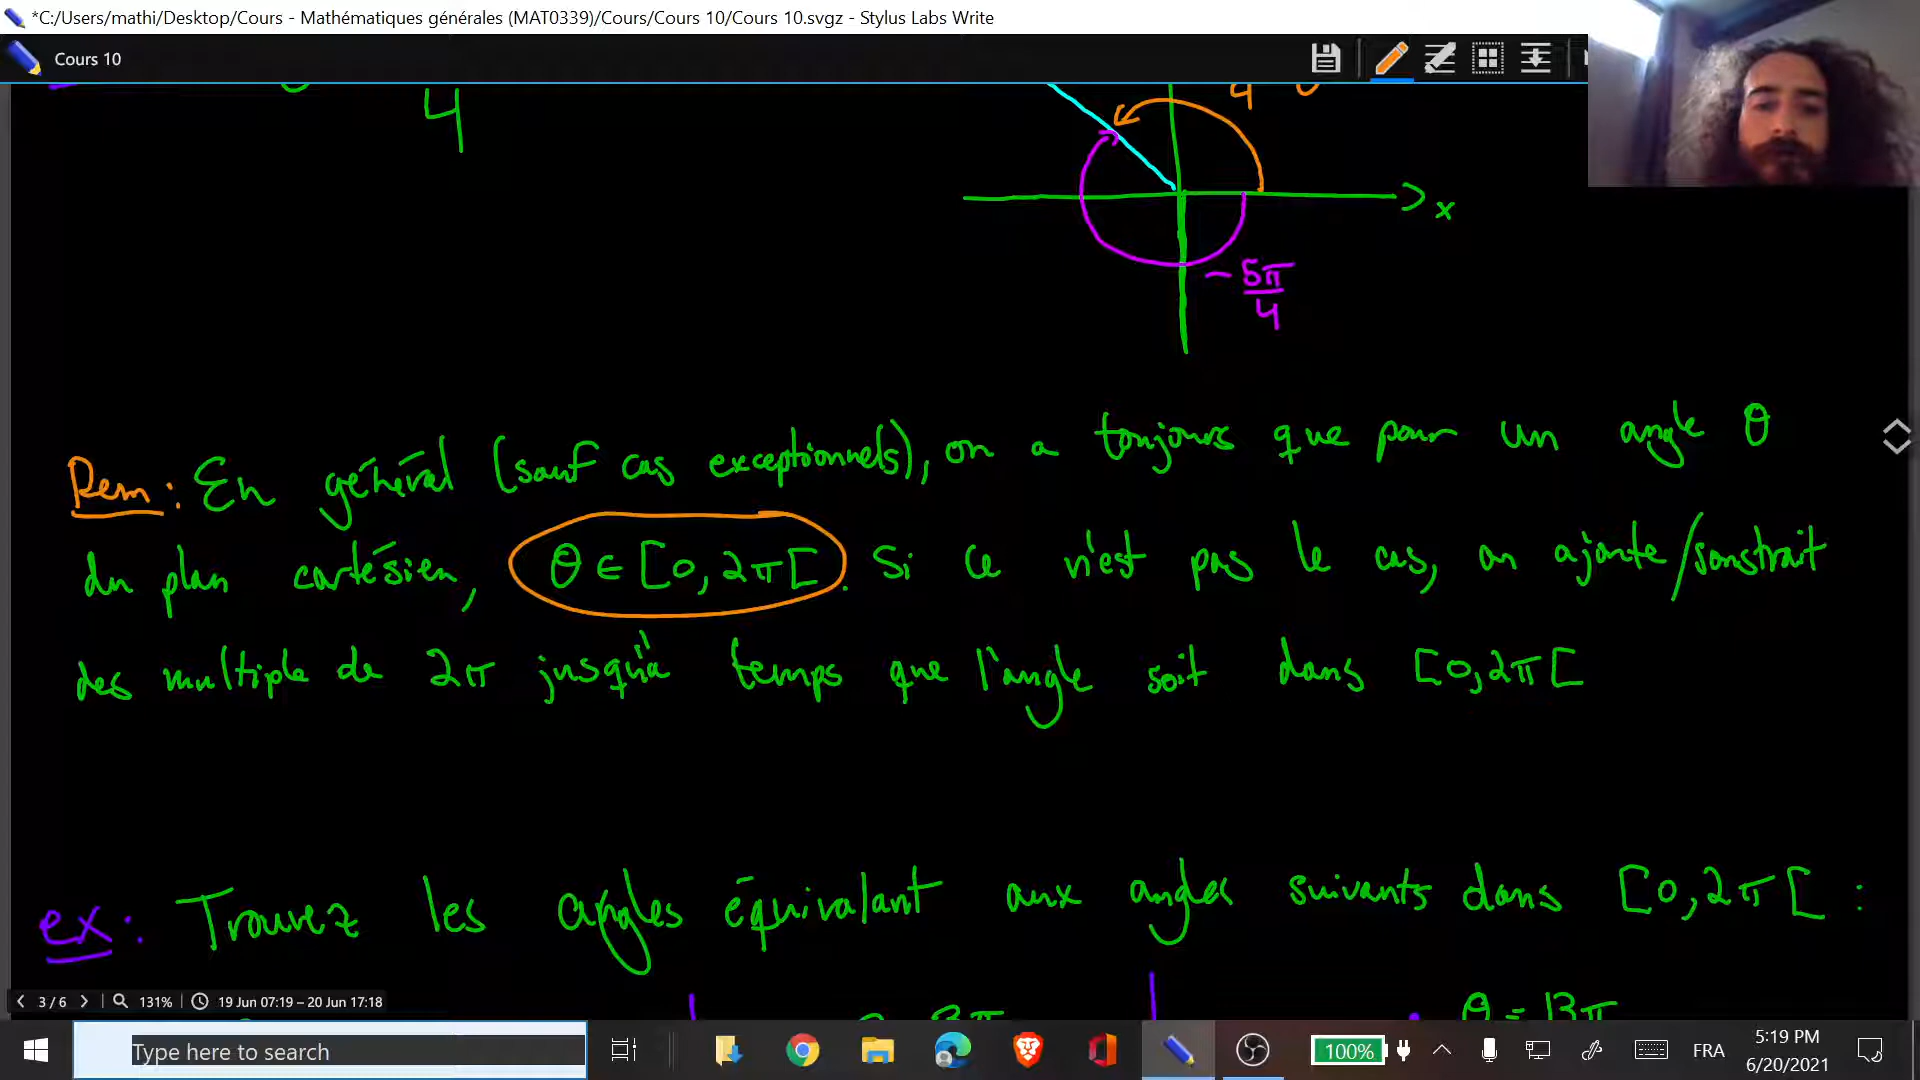 *C:/Users/mathi/Desktop/Cours - Mathématiques générales (MAT0339)/Cours/Cours 10/Cours 10.svgz - Stylus Labs Write
Cours 10
4
4
x
- 5π/4
Rem: En général (sauf cas exceptionnels), on a toujours que pour un angle θ
du plan cartésien, θ ∈ [0, 2π[. Si ce n'est pas le cas, on ajoute/soustrait
des multiple de 2π jusqu'à temps que l'angle soit dans [0,2π[
ex: Trouvez les angles équivalant aux angles suivants dans [0,2π[ :
θ = 13π
3/6 131% 19 Jun 07:19 – 20 Jun 17:18
Type here to search
100%
FRA
5:19 PM
6/20/2021